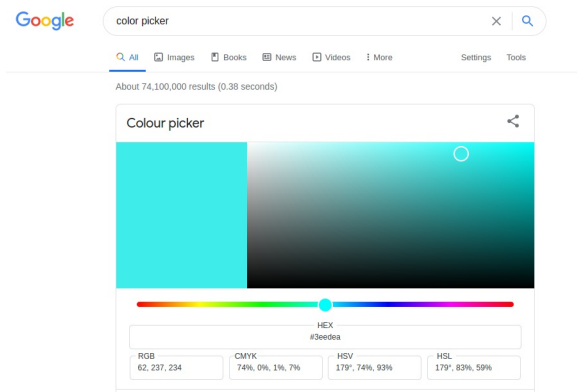 Google
color picker
All Images Books News Videos More Settings Tools
About 74,100,000 results (0.38 seconds)
Colour picker
HEX
#3eedea
RGB CMYK HSV HSL
62, 237, 234 74%, 0%, 1%, 7% 179°, 74%, 93% 179°, 83%, 59%